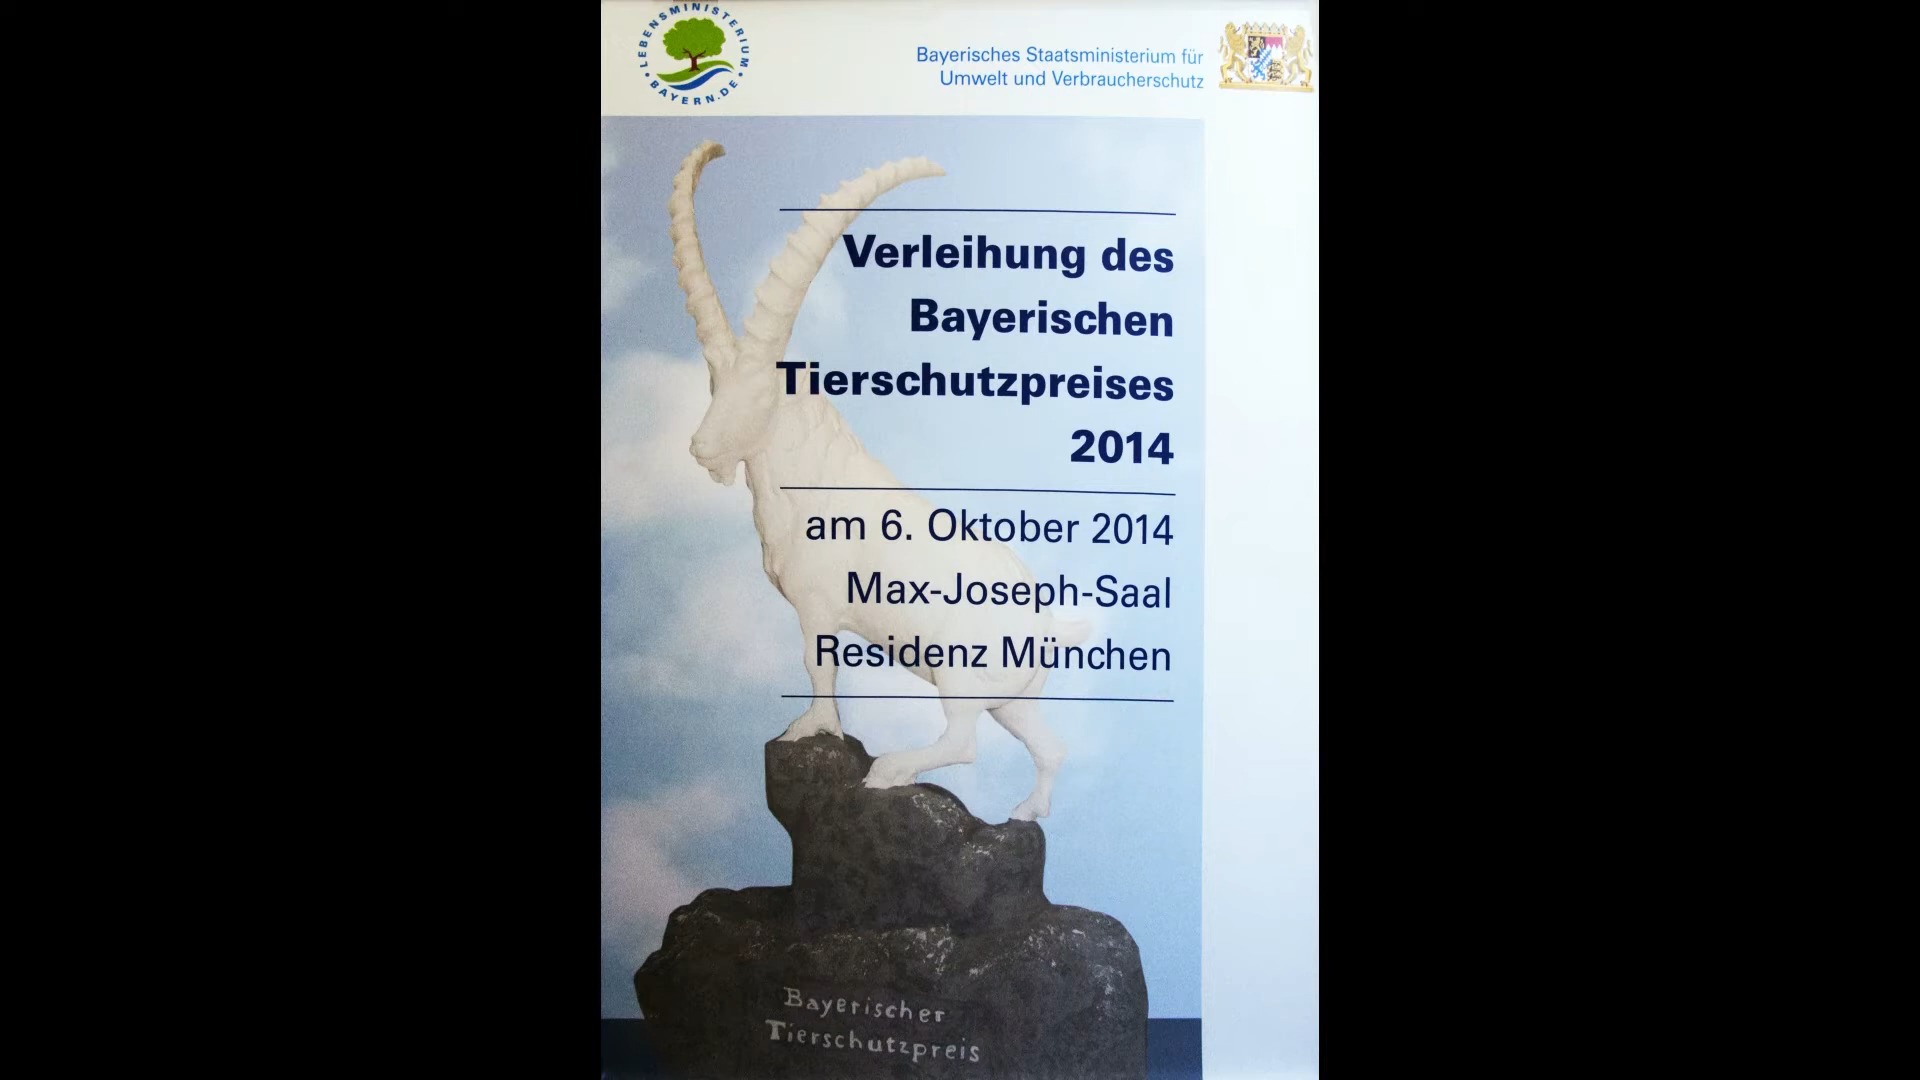 LEBENSMINISTERIUM
BAYERN.DE
Bayerisches Staatsministerium für
Umwelt und Verbraucherschutz
Verleihung des
Bayerischen
Tierschutzpreises
2014
am 6. Oktober 2014
Max-Joseph-Saal
Residenz München
Bayerischer
Tierschutzpreis